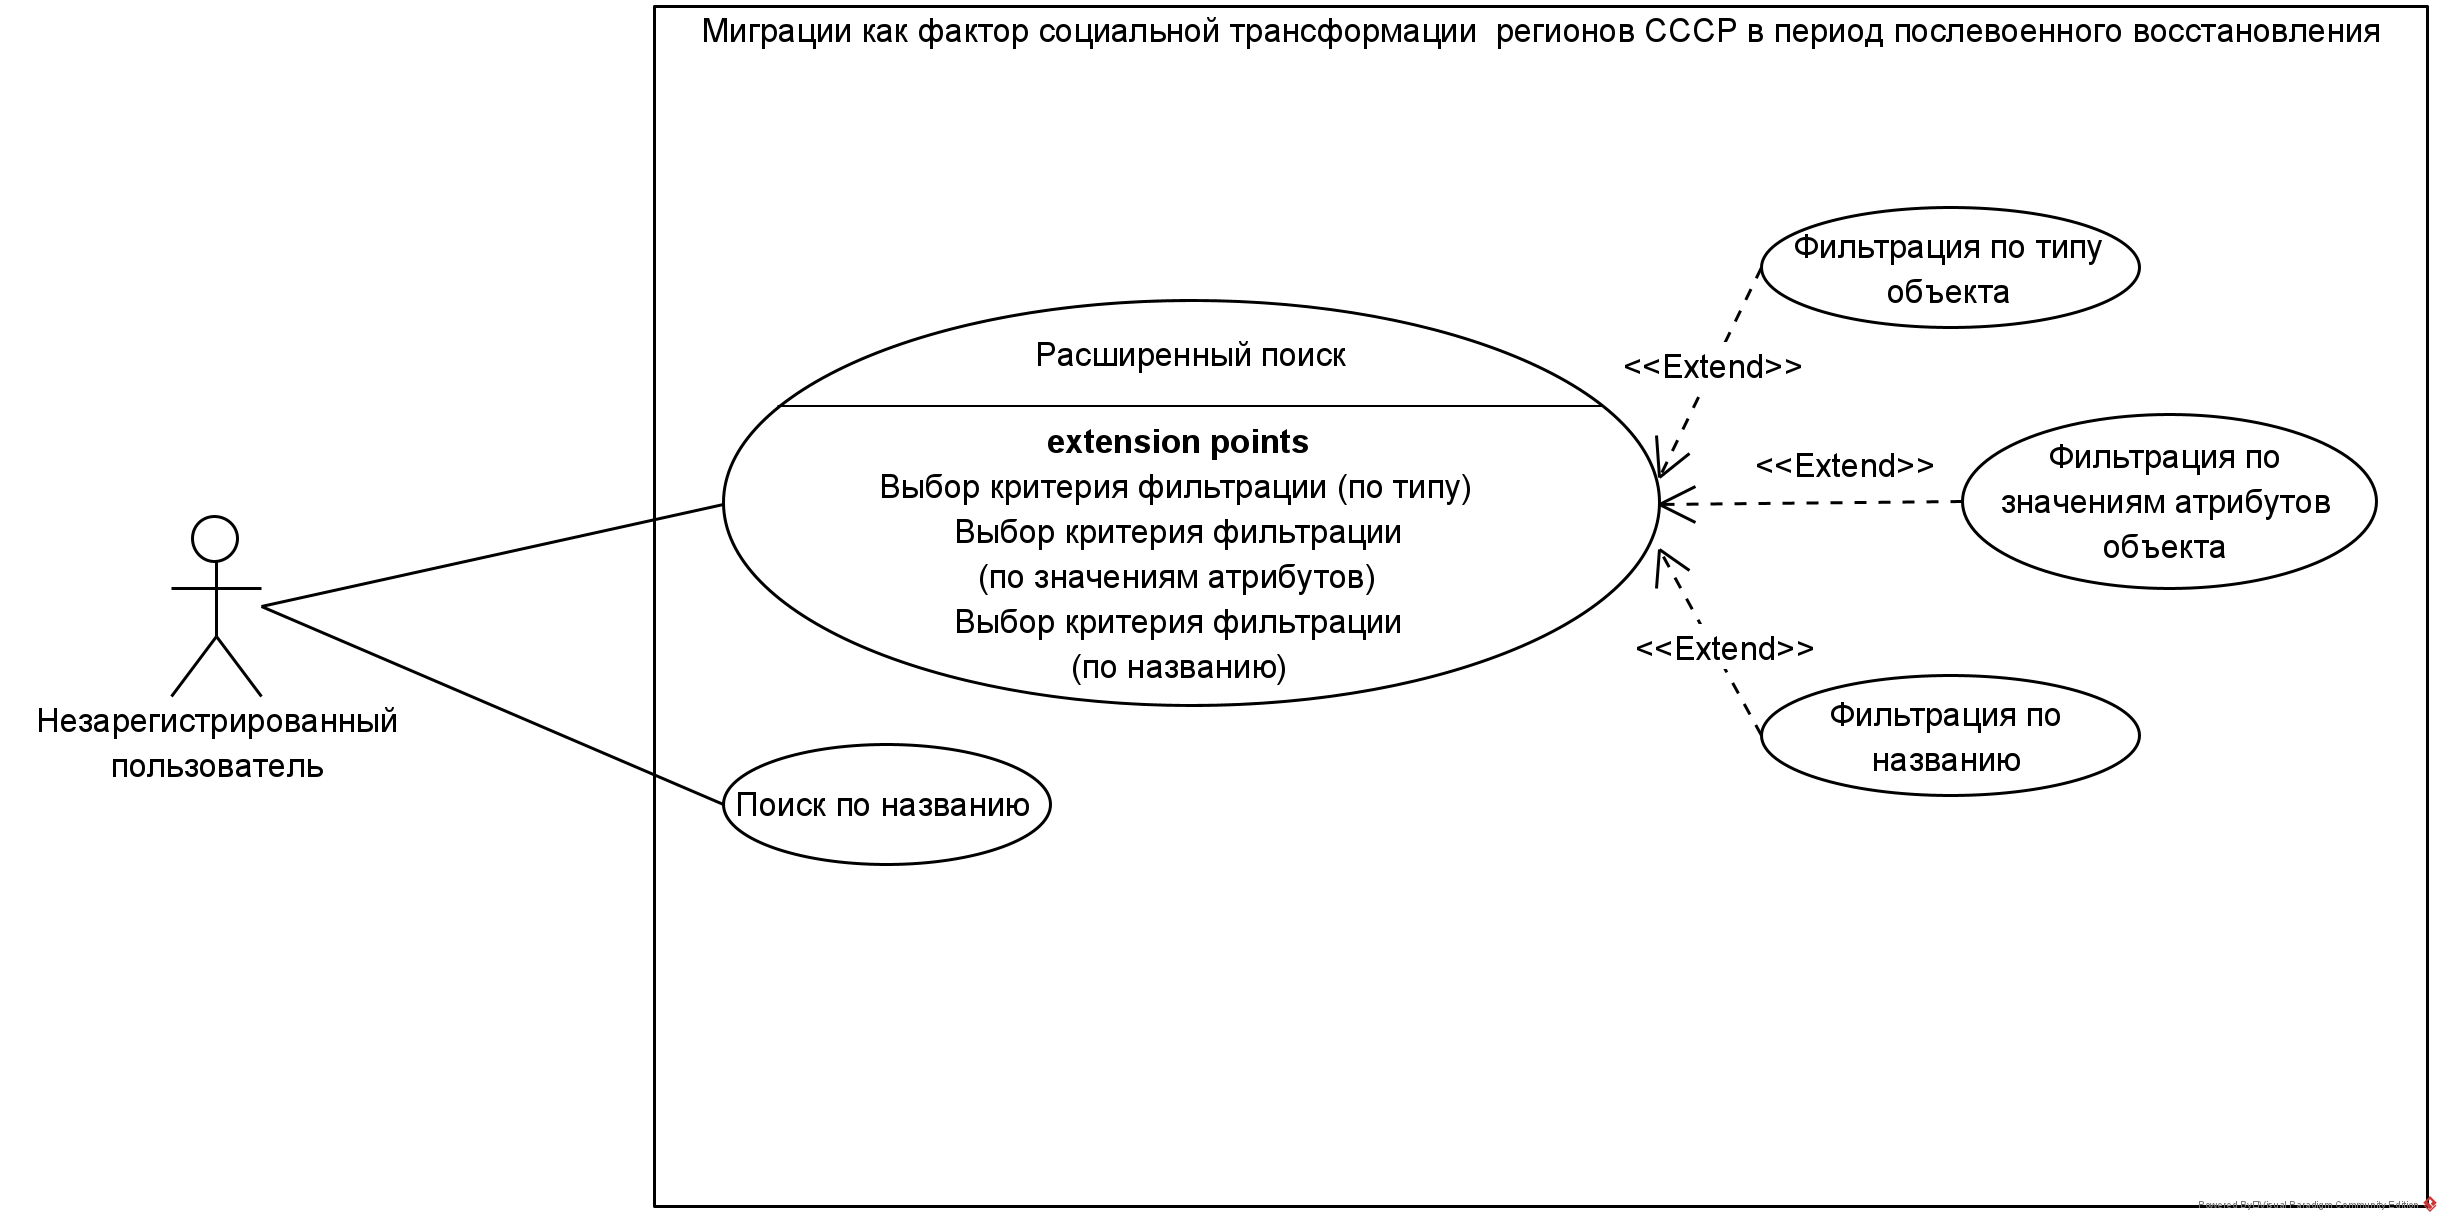 Миграции как фактор социальной трансформации  регионов СССР в период послевоенного восстановления
Фильтрация по типу
объекта
<<Extend>>
Расширенный поиск
extension points
Выбор критерия фильтрации (по типу)
Выбор критерия фильтрации
(по значениям атрибутов)
Выбор критерия фильтрации
(по названию)
<<Extend>>
Фильтрация по
значениям атрибутов
объекта
<<Extend>>
Фильтрация по
названию
Незарегистрированный
пользователь
Поиск по названию
Powered By Visual Paradigm Community Edition